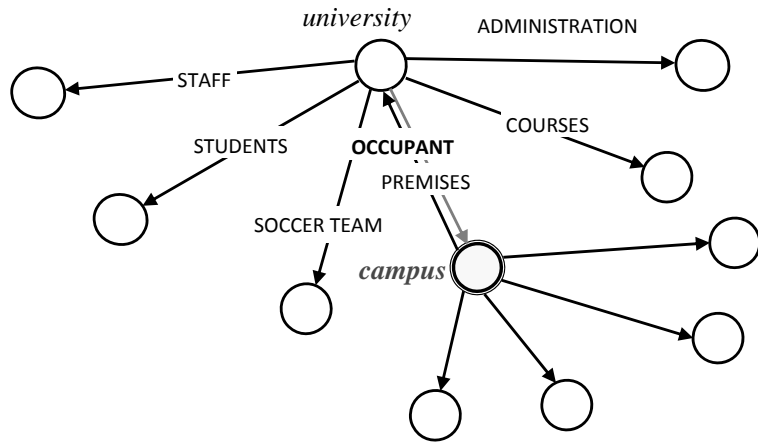 university
ADMINISTRATION
STAFF
COURSES
STUDENTS
OCCUPANT
PREMISES
SOCCER TEAM
campus